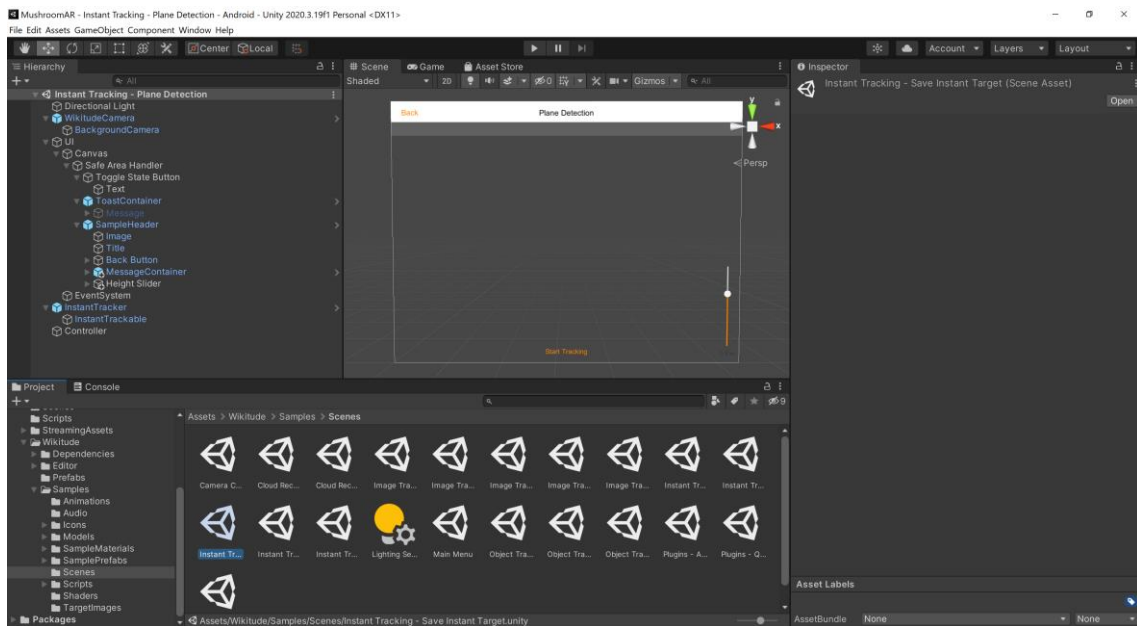 MushroomAR - Instant Tracking - Plane Detection - Android - Unity 2020.3.19f1 Personal <DX11>
File Edit Assets GameObject Component Window Help
Center Local
Account Layers Layout
Hierarchy
All
Instant Tracking - Plane Detection
Directional Light
WikitudeCamera
BackgroundCamera
UI
Canvas
Safe Area Handler
Toggle State Button
Text
ToastContainer
Message
SampleHeader
Image
Title
Back Button
MessageContainer
Height Slider
EventSystem
InstantTracker
InstantTrackable
Controller
Scene Game Asset Store
Shaded 2D 0 Gizmos All
Back Plane Detection
y
x
Persp
Start Tracking
Inspector
Instant Tracking - Save Instant Target (Scene Asset)
Open
Project Console
9
Scripts
StreamingAssets
Wikitude
Dependencies
Editor
Prefabs
Samples
Animations
Audio
Icons
Models
SampleMaterials
SamplePrefabs
Scenes
Scripts
Shaders
TargetImages
Packages
Assets > Wikitude > Samples > Scenes
Camera C... Cloud Rec... Cloud Rec... Image Tra... Image Tra... Image Tra... Image Tra... Image Tra... Instant Tr... Instant Tr...
Instant Tr... Instant Tr... Instant Tr... Lighting Se... Main Menu Object Tra... Object Tra... Object Tra... Plugins - A... Plugins - Q...
Assets/Wikitude/Samples/Scenes/Instant Tracking - Save Instant Target.unity
Asset Labels
AssetBundle None None